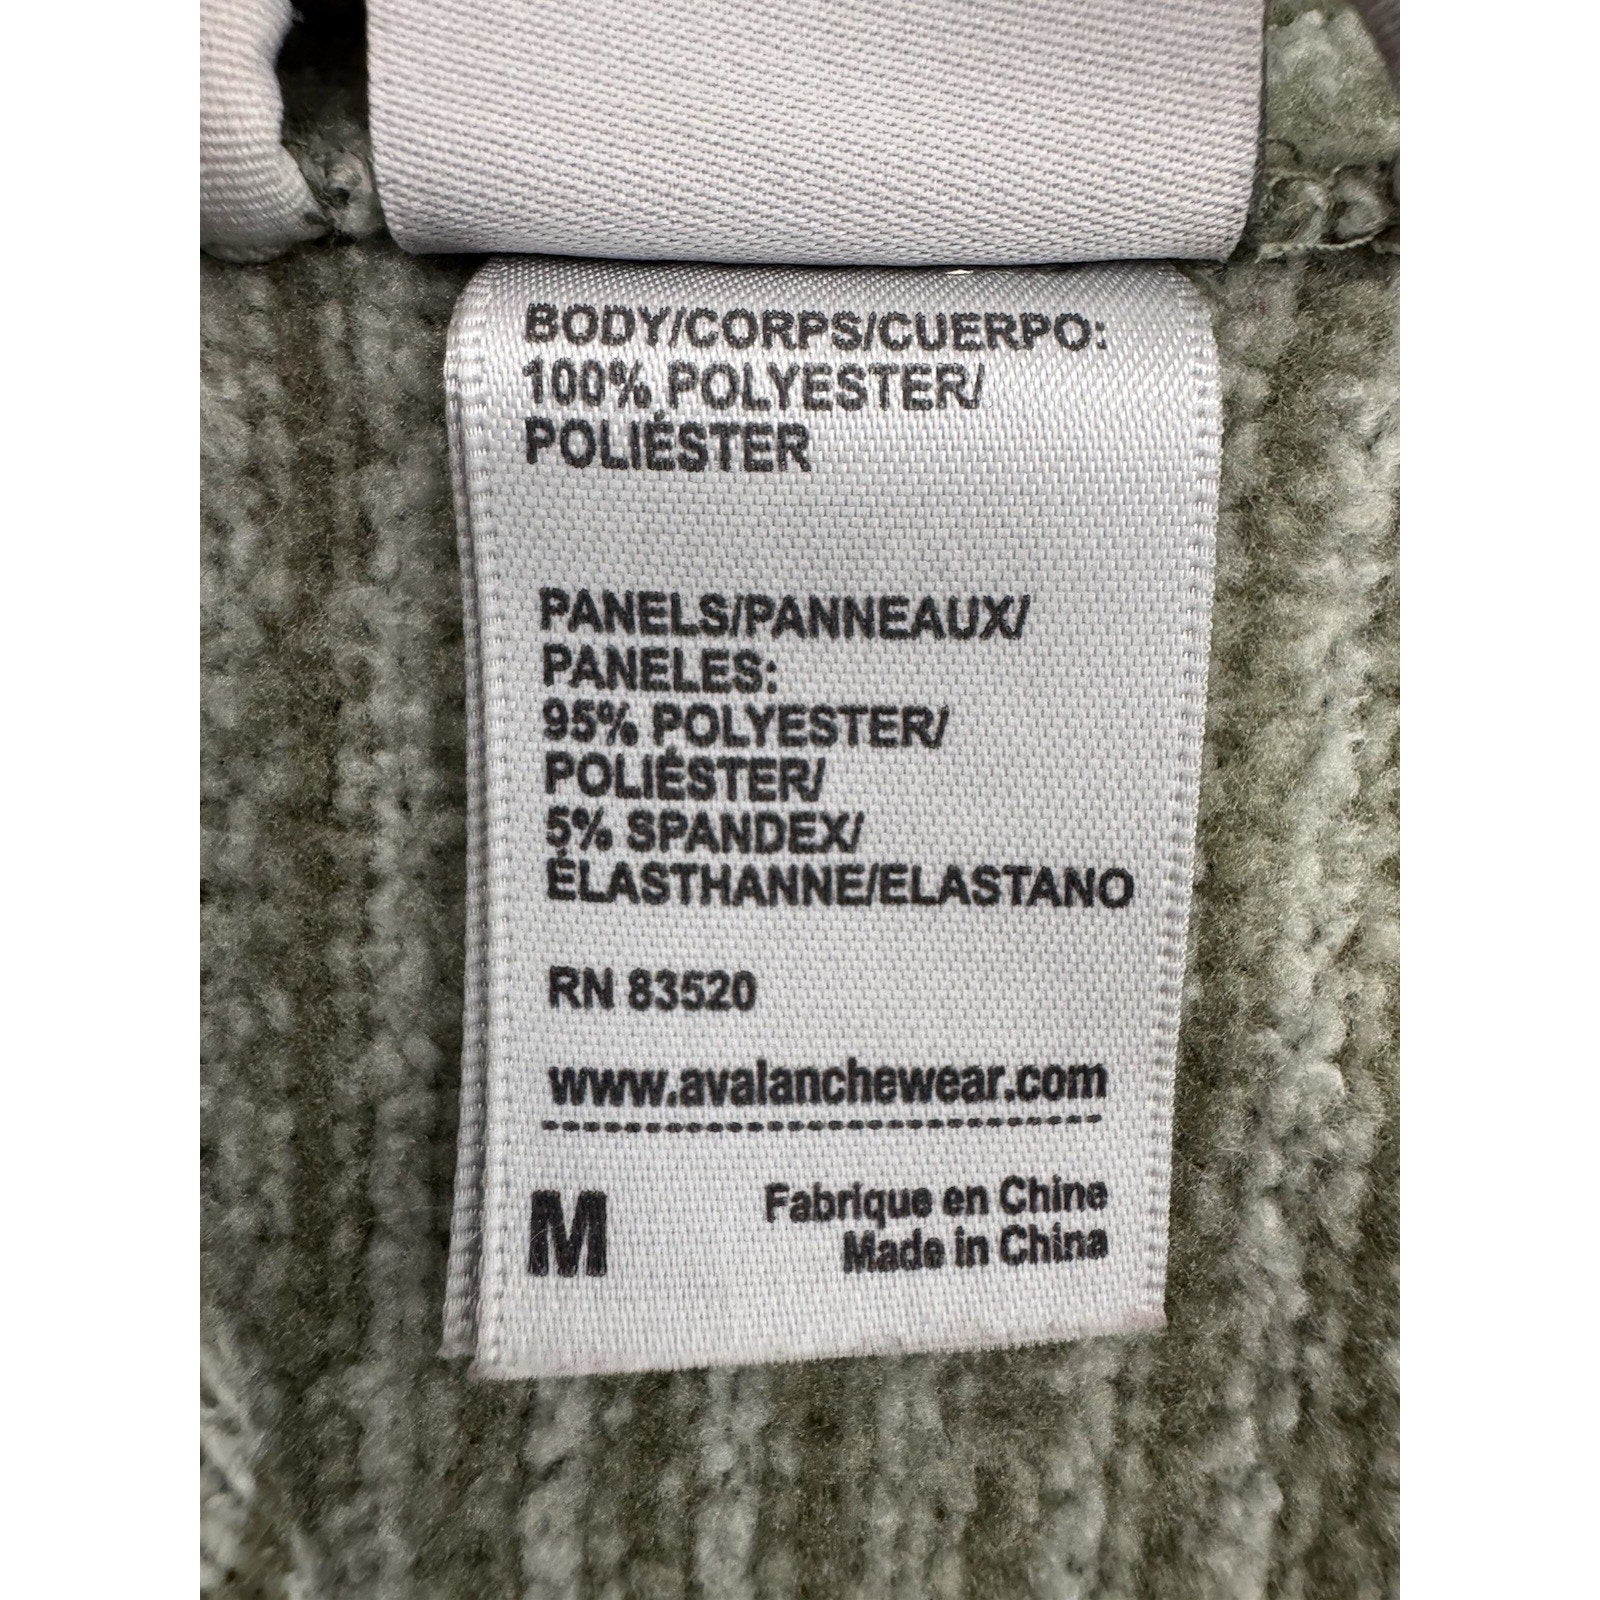 BODY/CORPS/CUERPO:
100% POLYESTER/
POLIÉSTER
PANELS/PANNEAUX/
PANELES:
95% POLYESTER/
POLIÉSTER/
5% SPANDEX/
ÉLASTHANNE/ELASTANO
RN 83520
www.avalanchewear.com
M
Fabrique en Chine
Made in China